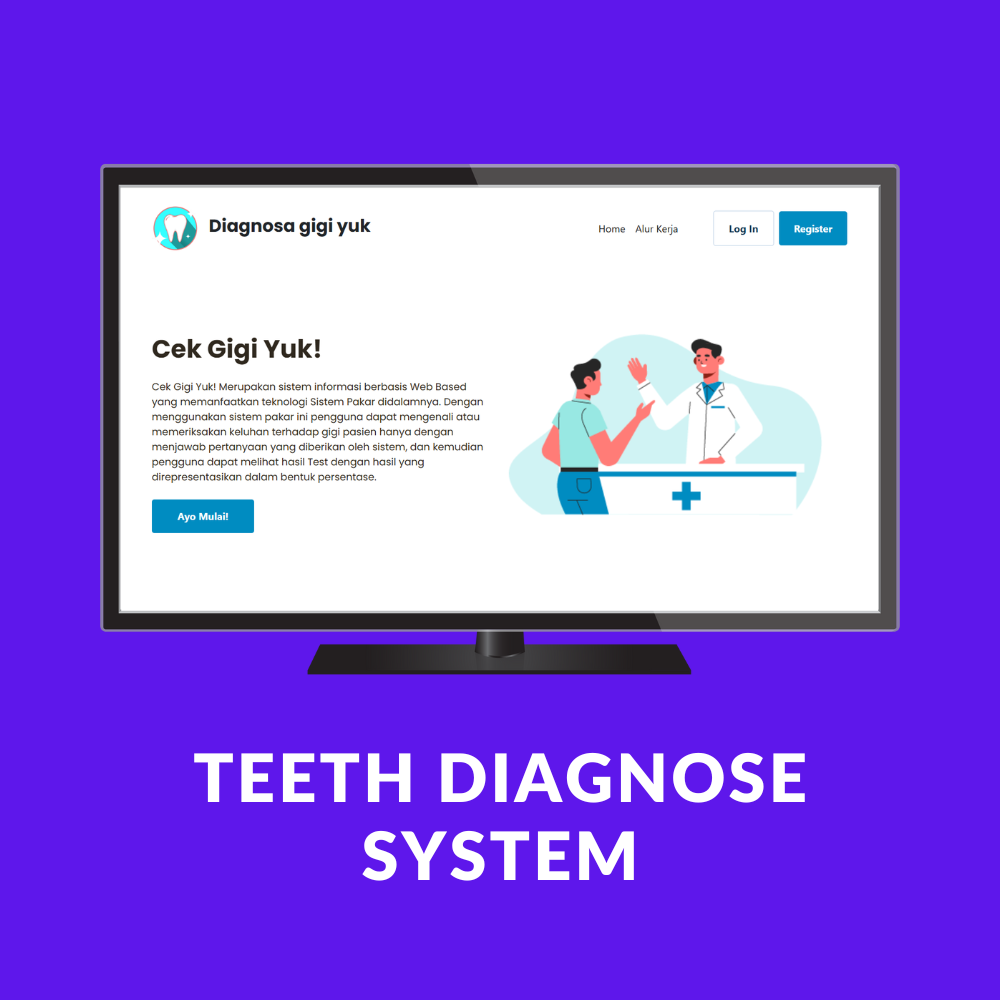 Diagnosa gigi yuk
Home Alur Kerja Log In Register
Cek Gigi Yuk!
Cek Gigi Yuk! Merupakan sistem informasi berbasis Web Based
yang memanfaatkan teknologi Sistem Pakar didalamnya. Dengan
menggunakan sistem pakar ini pengguna dapat mengenali atau
memeriksakan keluhan terhadap gigi pasien hanya dengan
menjawab pertanyaan yang diberikan oleh sistem, dan kemudian
pengguna dapat melihat hasil Test dengan hasil yang
direpresentasikan dalam bentuk persentase.
Ayo Mulai!
TEETH DIAGNOSE
SYSTEM